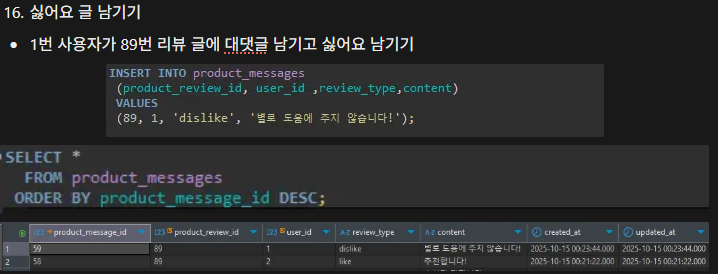 16. 싫어요 글 남기기
• 1번 사용자가 89번 리뷰 글에 대댓글 남기고 싫어요 남기기
INSERT INTO product_messages
(product_review_id, user_id ,review_type,content)
VALUES
(89, 1, 'dislike', '별로 도움에 주지 않습니다!');
SELECT *
FROM product_messages
ORDER BY product_message_id DESC;
123 product_message_id 123 product_review_id 123 user_id A-Z review_type A-Z content created_at updated_at
1 59 89 1 dislike 별로 도움에 주지 않습니다! 2025-10-15 00:23:44.000 2025-10-15 00:23:44.000
2 58 89 2 like 추천합니다! 2025-10-15 00:21:22.000 2025-10-15 00:21:22.000